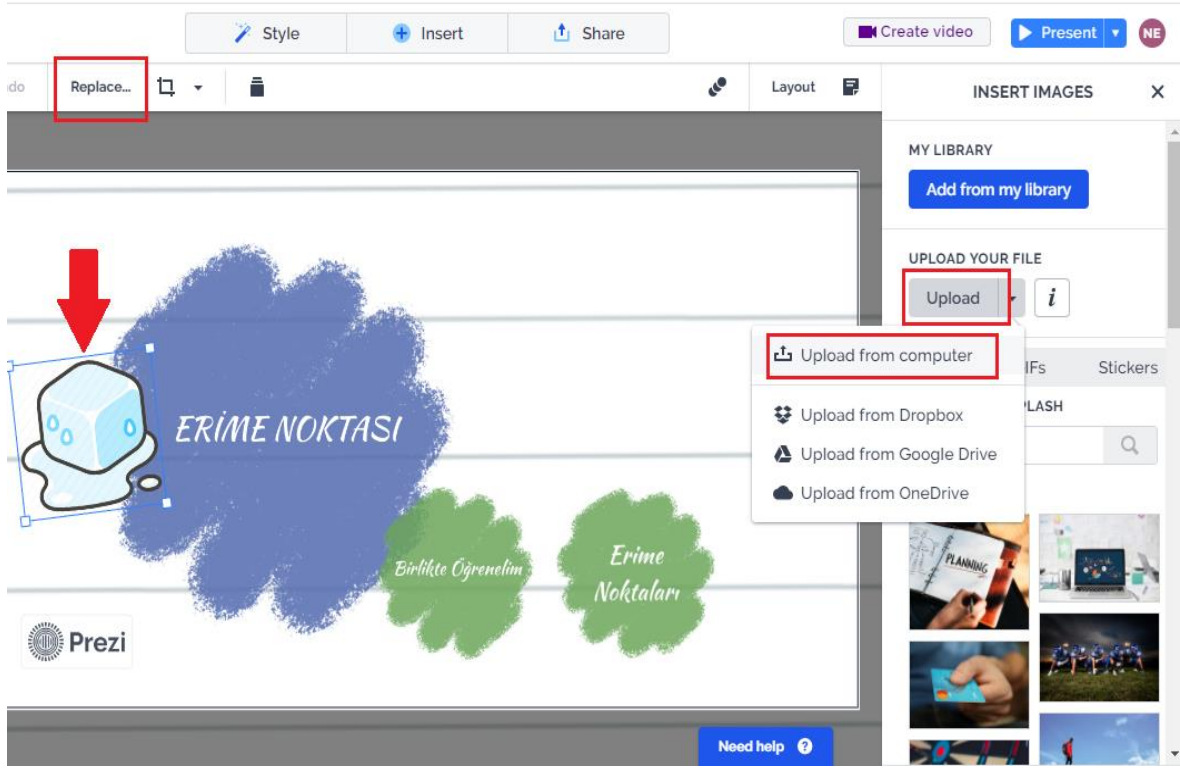 Style
Insert
Share
Create video
Present
NE
do
Replace...
Layout
INSERT IMAGES
MY LIBRARY
Add from my library
UPLOAD YOUR FILE
Upload
i
Upload from computer
IFs
Stickers
Upload from Dropbox
LASH
Upload from Google Drive
Upload from OneDrive
ERİME NOKTASI
Birlikte Öğrenelim
Erime
Noktaları
PLANNING
Prezi
Need help ?